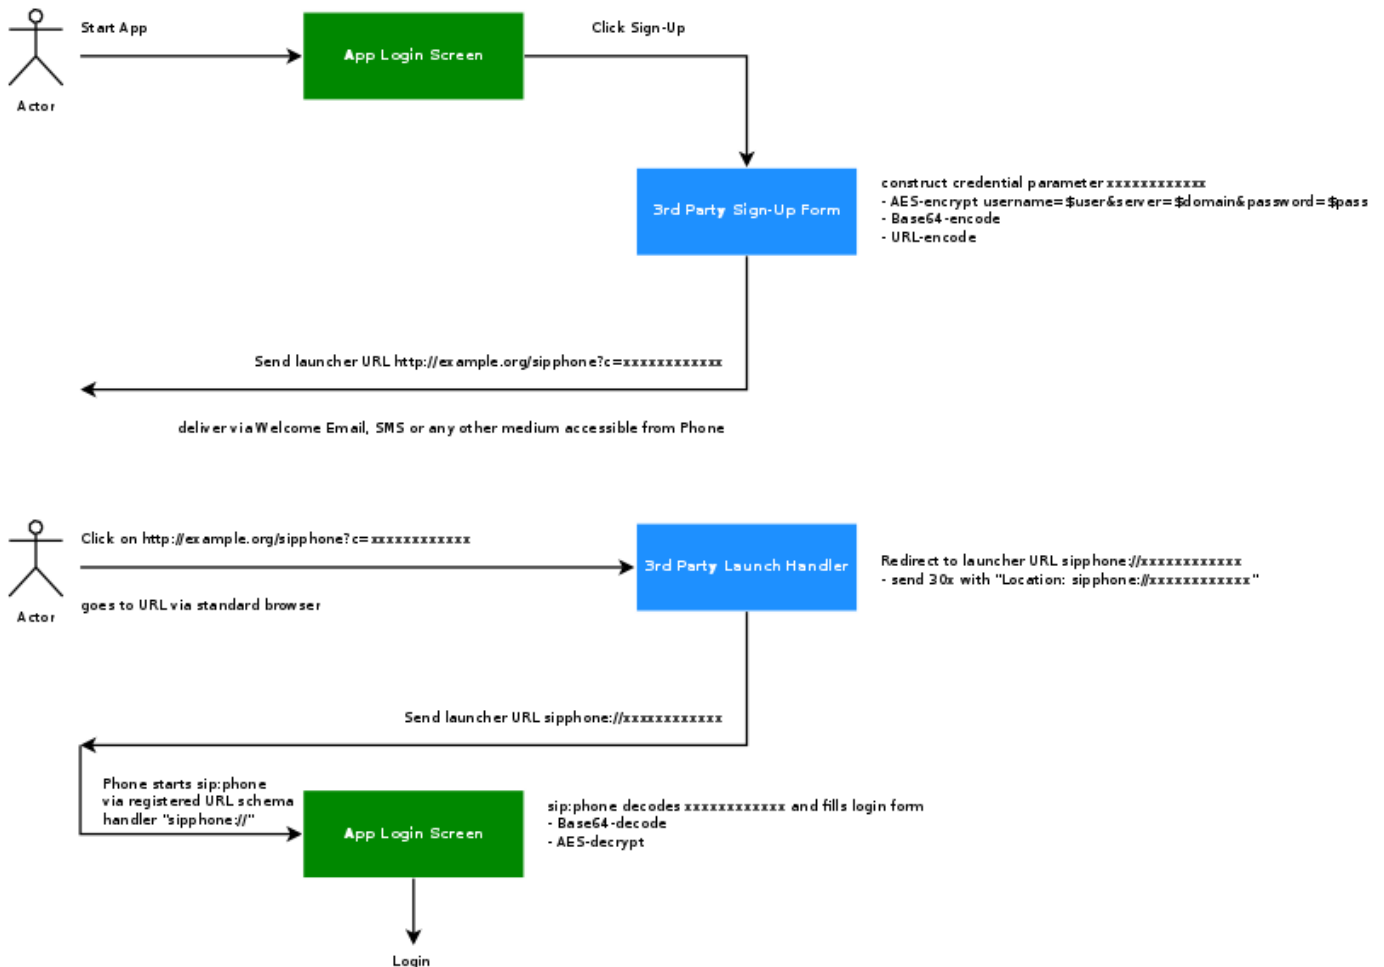 Start App
Click Sign-Up
App Login Screen
Actor
3rd Party Sign-Up Form
construct credential parameter xxxxxxxxxxxx
- AES-encrypt username=$user&server=$domain&password=$pass
- Base64-encode
- URL-encode
Send launcher URL http://example.org/sipphone?c=xxxxxxxxxxxx
deliver via Welcome Email, SMS or any other medium accessible from Phone
Click on http://example.org/sipphone?c=xxxxxxxxxxxx
3rd Party Launch Handler
Redirect to launcher URL sipphone://xxxxxxxxxxxx
- send 30x with "Location: sipphone://xxxxxxxxxxxx"
goes to URL via standard browser
Actor
Send launcher URL sipphone://xxxxxxxxxxxx
Phone starts sip:phone
via registered URL schema
handler "sipphone://"
App Login Screen
sip:phone decodes xxxxxxxxxxxx and fills login form
- Base64-decode
- AES-decrypt
Login